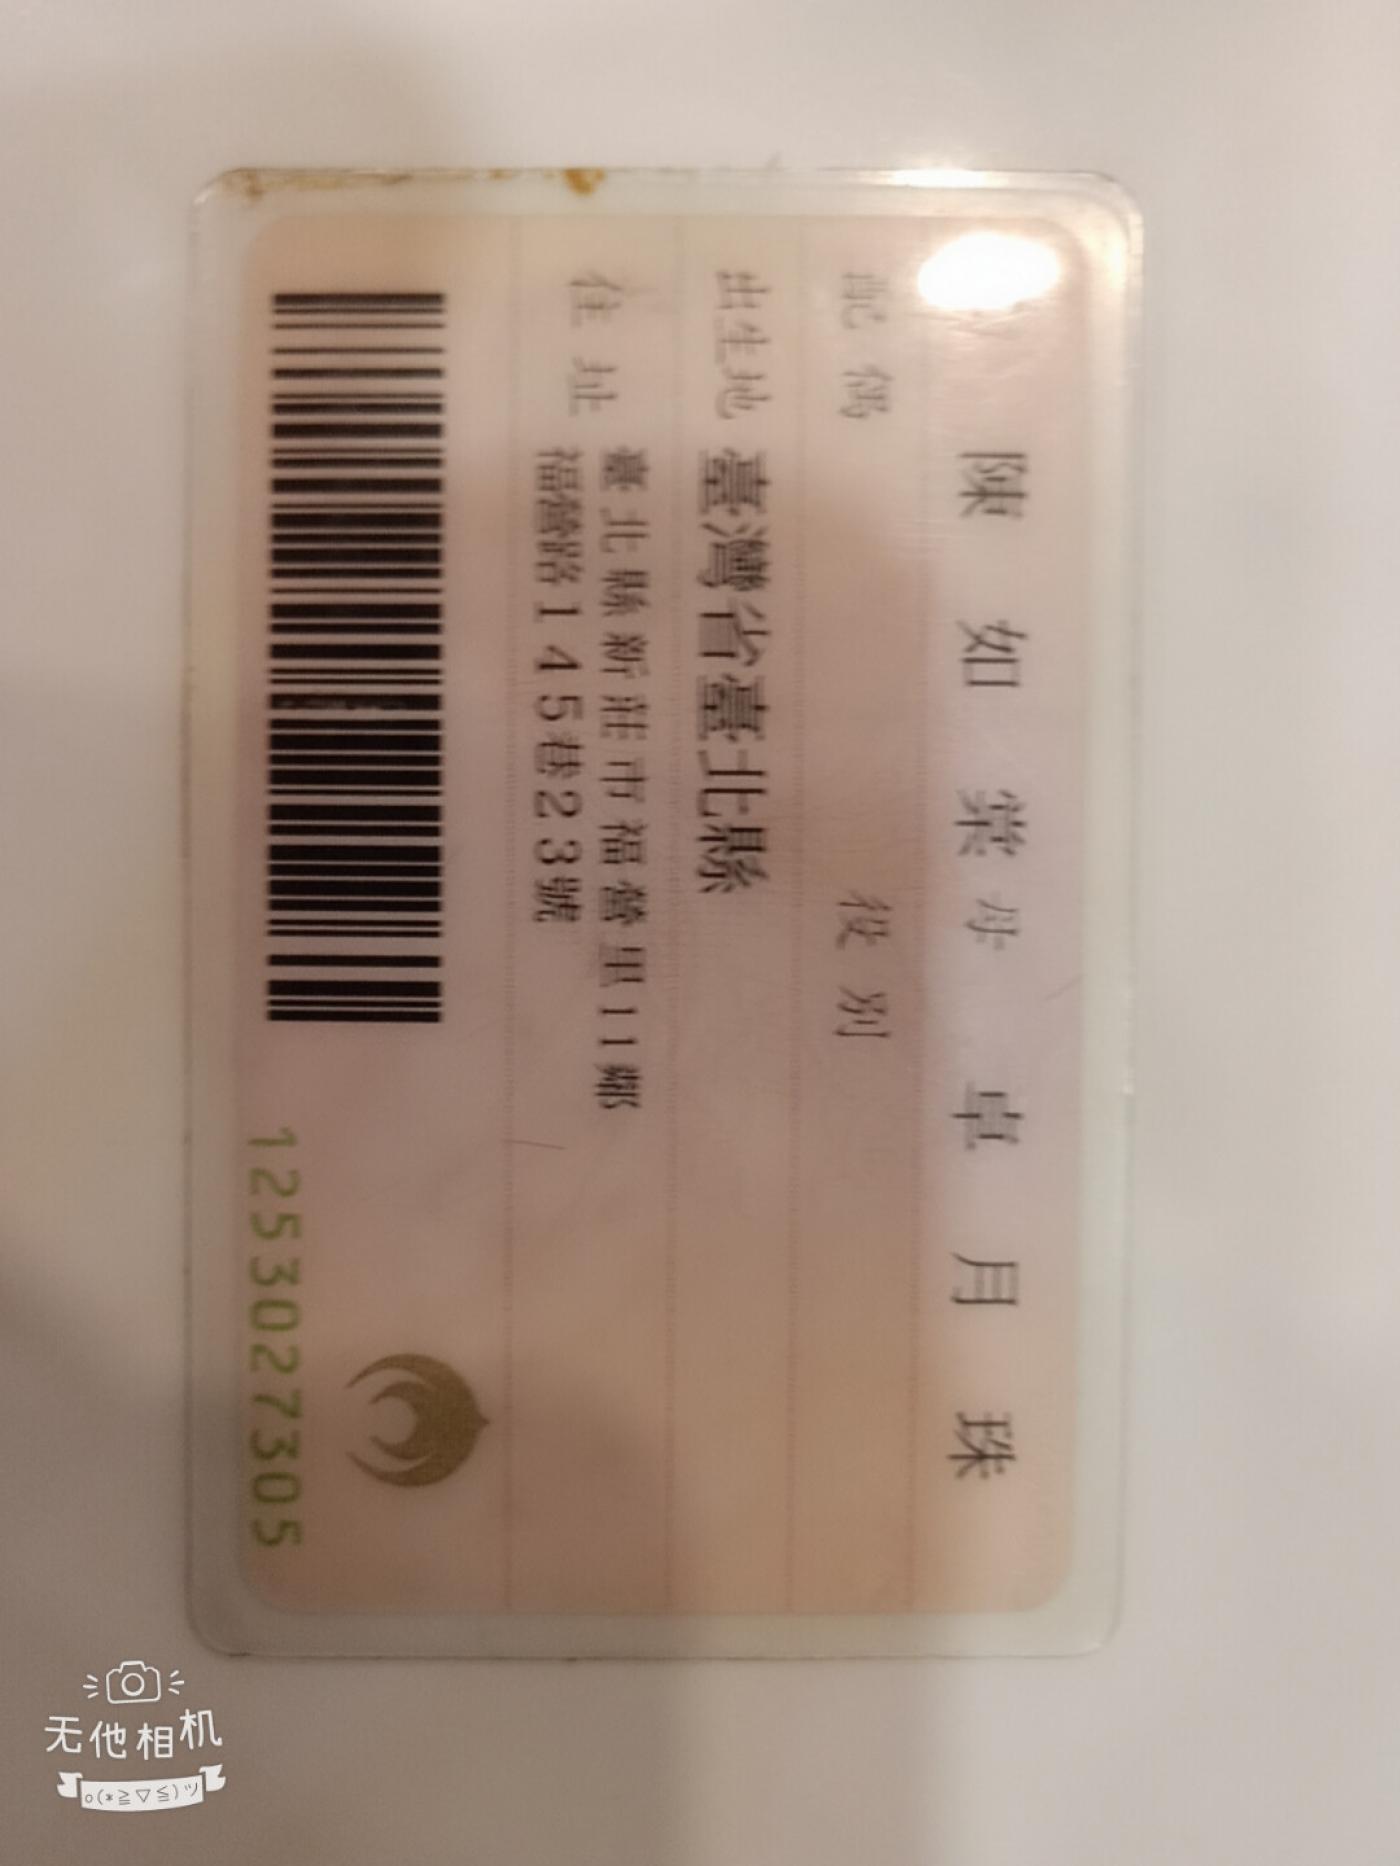 陳如棠 母 卓月珠
配偶 役別
出生地 臺灣省臺北縣
住址 臺北縣新莊市福營里11鄰
福營路145巷23號
1253027305
无他相机
o(*≧▽≦)ツ